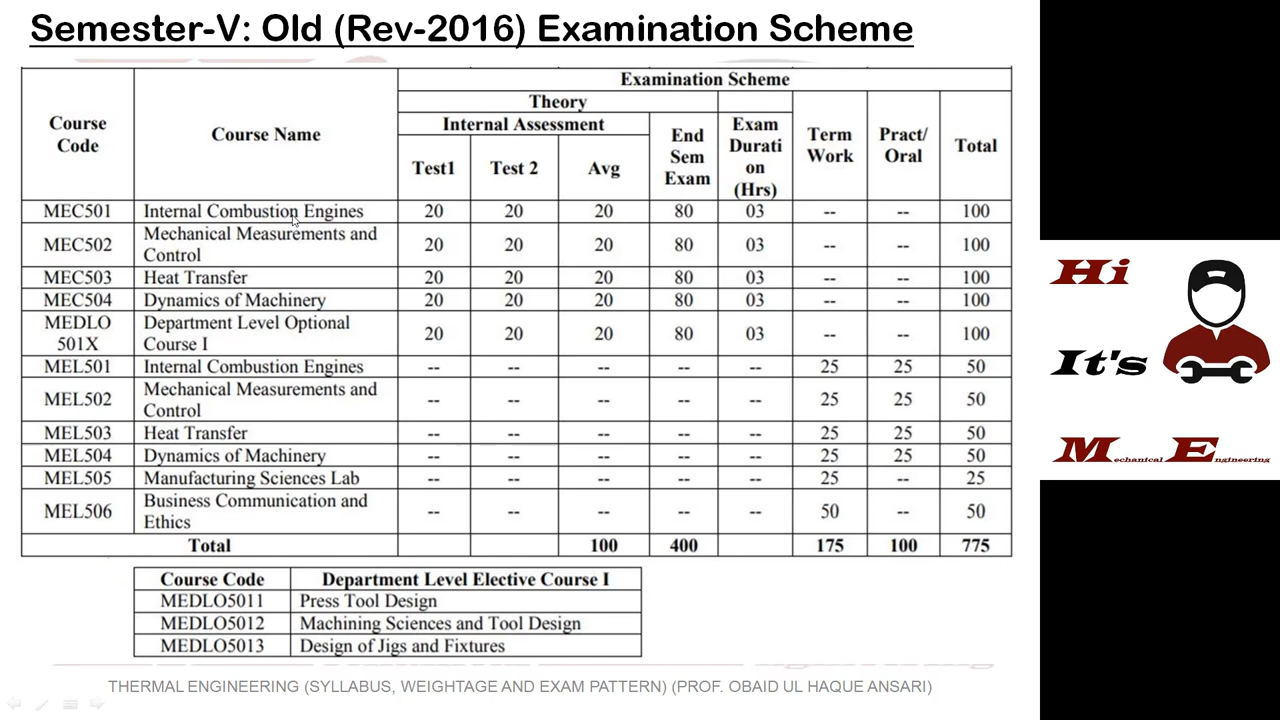 Semester-V: Old (Rev-2016) Examination Scheme
Course Code Course Name Examination Scheme
Theory Term Work Pract/ Oral Total
Internal Assessment End Sem Exam Exam Durati on (Hrs)
Test1 Test 2 Avg
MEC501 Internal Combustion Engines 20 20 20 80 03 -- -- 100
MEC502 Mechanical Measurements and Control 20 20 20 80 03 -- -- 100
MEC503 Heat Transfer 20 20 20 80 03 -- -- 100
MEC504 Dynamics of Machinery 20 20 20 80 03 -- -- 100
MEDLO 501X Department Level Optional Course I 20 20 20 80 03 -- -- 100
MEL501 Internal Combustion Engines -- -- -- -- -- 25 25 50
MEL502 Mechanical Measurements and Control -- -- -- -- -- 25 25 50
MEL503 Heat Transfer -- -- -- -- -- 25 25 50
MEL504 Dynamics of Machinery -- -- -- -- -- 25 25 50
MEL505 Manufacturing Sciences Lab -- -- -- -- -- 25 -- 25
MEL506 Business Communication and Ethics -- -- -- -- -- 50 -- 50
Total 100 400 175 100 775
Course Code Department Level Elective Course I
MEDLO5011 Press Tool Design
MEDLO5012 Machining Sciences and Tool Design
MEDLO5013 Design of Jigs and Fixtures
THERMAL ENGINEERING (SYLLABUS, WEIGHTAGE AND EXAM PATTERN) (PROF. OBAID UL HAQUE ANSARI)
Hi
It's
Mechanical Engineering